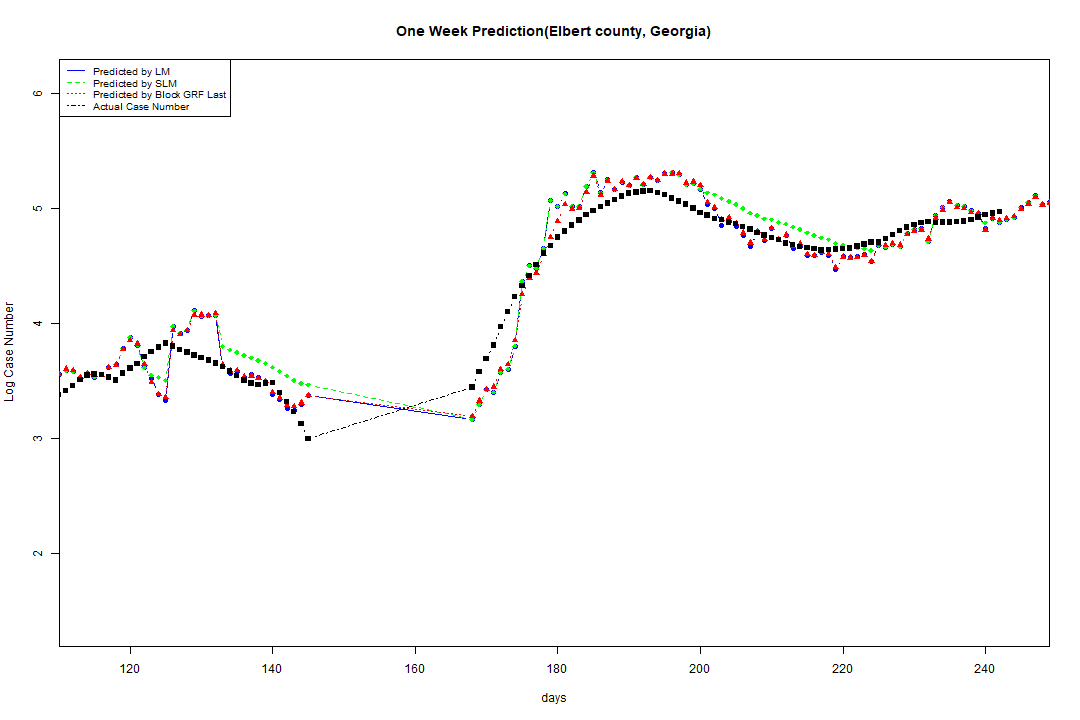 One Week Prediction(Elbert county, Georgia)
Predicted by LM
Predicted by SLM
Predicted by Block GRF Last
Actual Case Number
6
5
4
3
2
Log Case Number
120 140 160 180 200 220 240
days